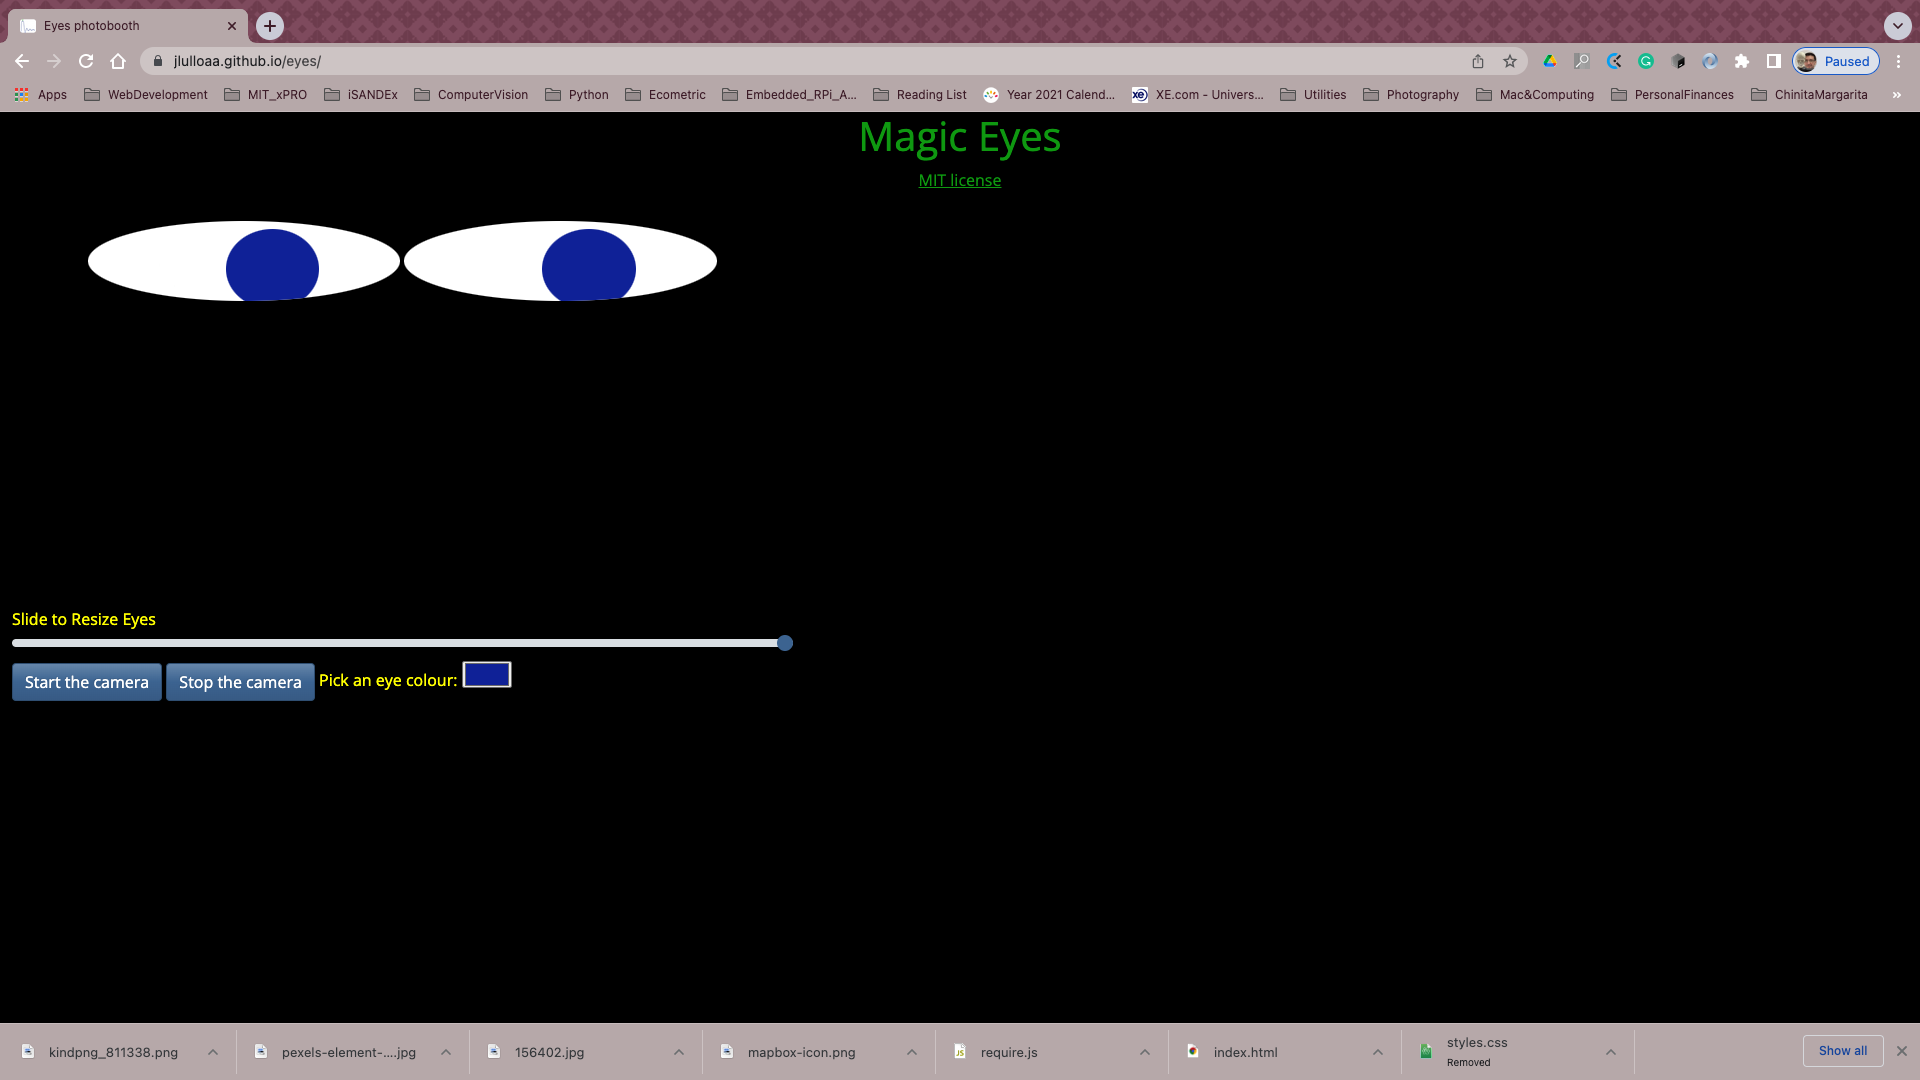 Eyes photobooth
jlulloaa.github.io/eyes/
Paused
Apps
WebDevelopment
MIT_xPRO
iSANDEx
ComputerVision
Python
Ecometric
Embedded_RPi_A...
Reading List
Year 2021 Calend...
xe
XE.com - Univers...
Utilities
Photography
Mac&Computing
PersonalFinances
ChinitaMargarita
»
Magic Eyes
MIT license
Slide to Resize Eyes
Start the camera
Stop the camera
Pick an eye colour:
kindpng_811338.png
pexels-element-....jpg
156402.jpg
mapbox-icon.png
JS
require.js
index.html
styles.css
Removed
Show all